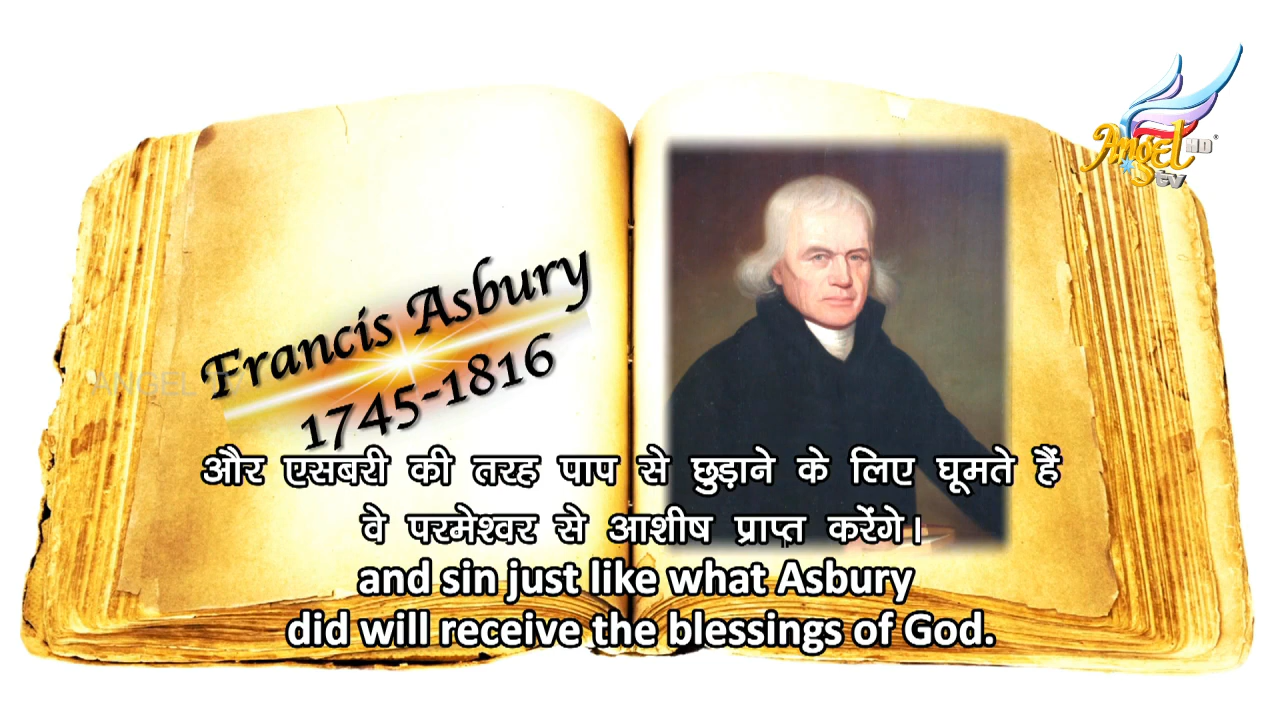 Angel HD
tv
Francis Asbury
1745-1816
ANGEL
और एसबरी की तरह पाप से छुड़ाने के लिए घूमते हैं
वे परमेश्वर से आशीष प्राप्त करेंगे।
and sin just like what Asbury
did will receive the blessings of God.